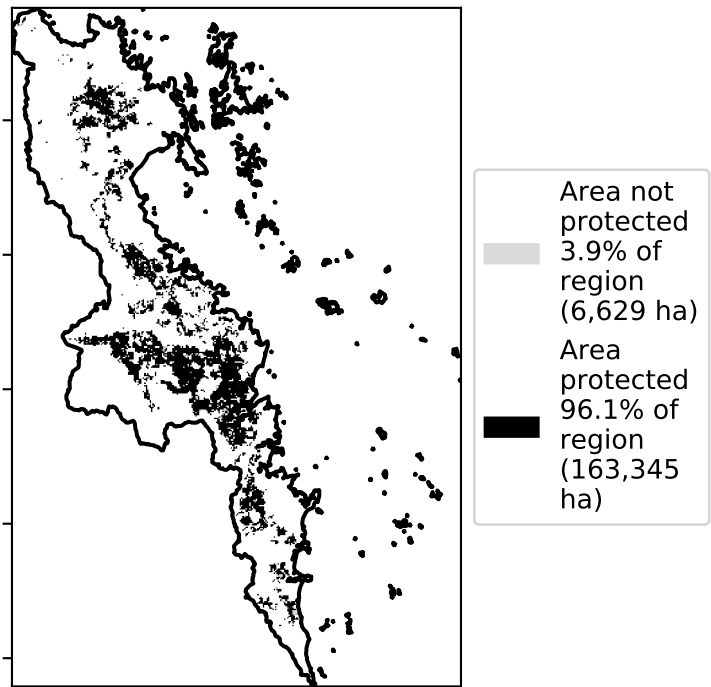 Area not
protected
3.9% of
region
(6,629 ha)
Area
protected
96.1% of
region
(163,345
ha)